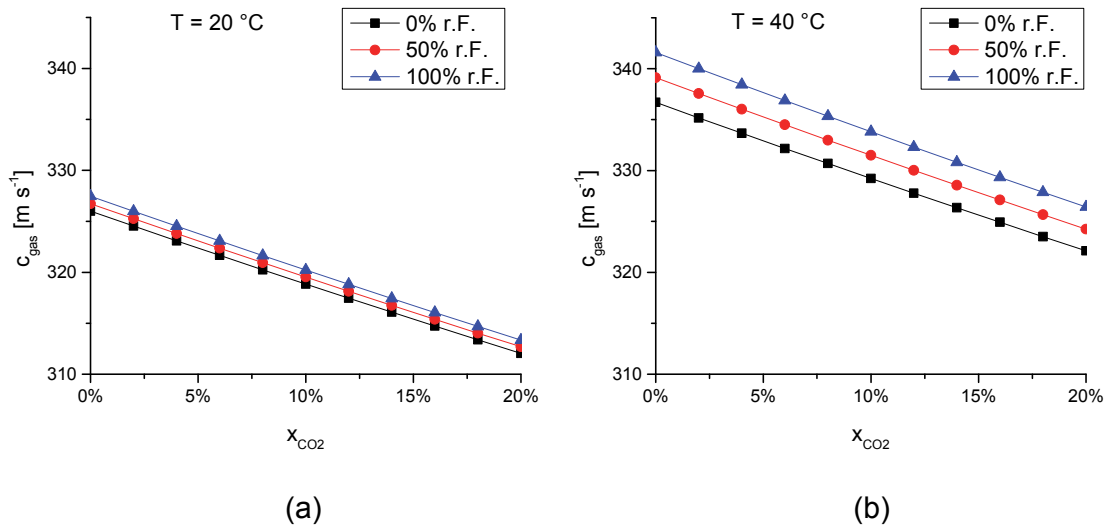 T = 20 °C
0% r.F.
50% r.F.
100% r.F.
340
330
320
310
c_gas [m s⁻¹]
0%
5%
10%
15%
20%
x_CO2
(a)
T = 40 °C
0% r.F.
50% r.F.
100% r.F.
340
330
320
310
c_gas [m s⁻¹]
0%
5%
10%
15%
20%
x_CO2
(b)